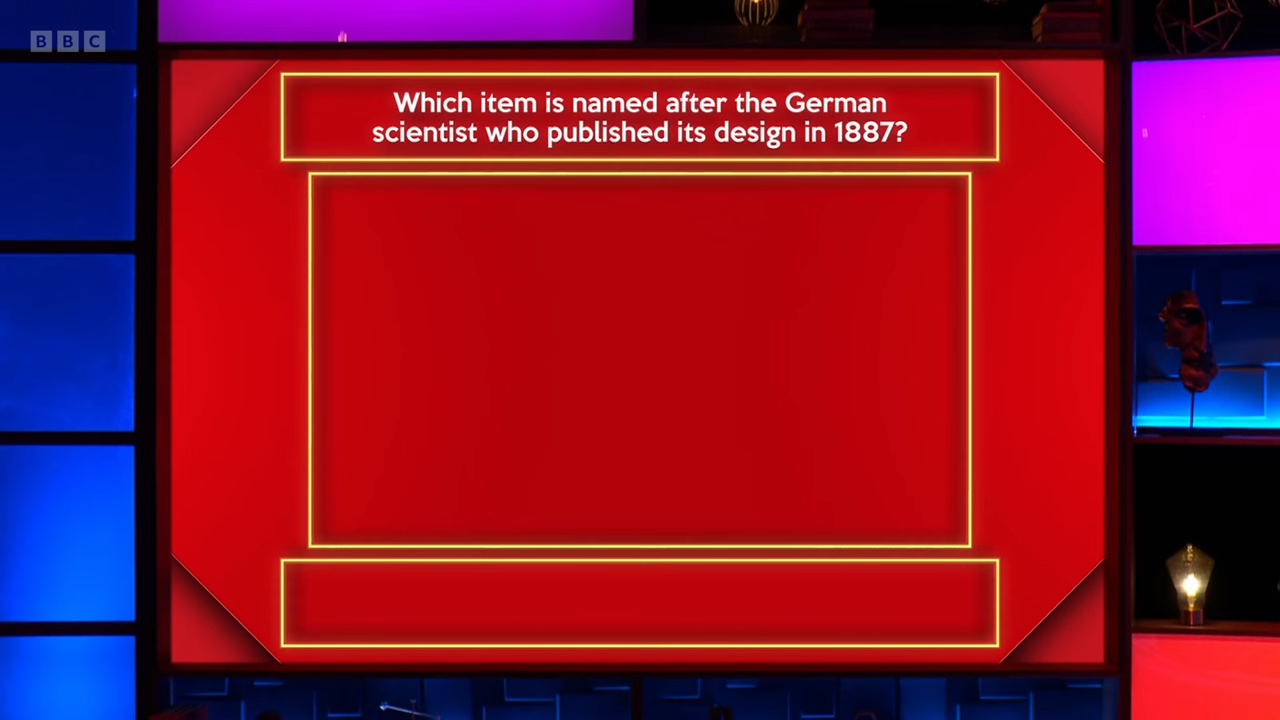 BBC
Which item is named after the German
scientist who published its design in 1887?